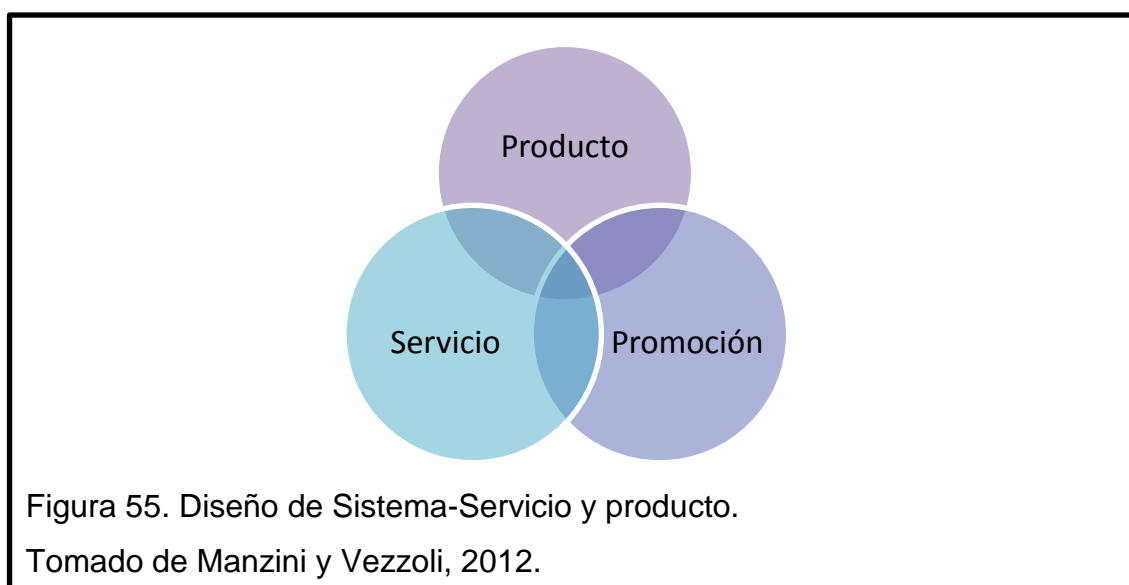 Producto
Servicio
Promoción
Figura 55. Diseño de Sistema-Servicio y producto.
Tomado de Manzini y Vezzoli, 2012.